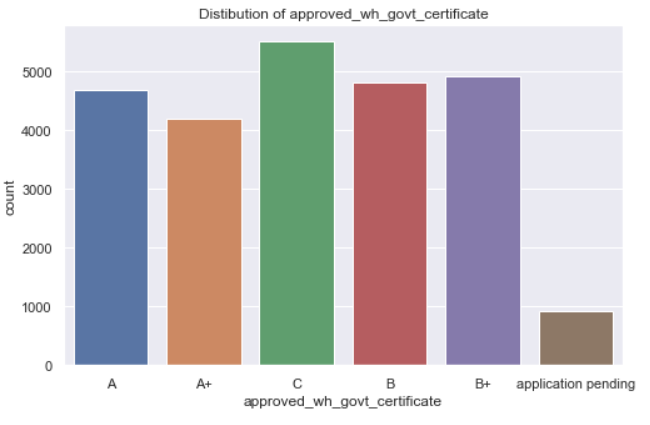 Distibution of approved_wh_govt_certificate
5000
4000
3000
2000
1000
0
count
A A+ C B B+ application pending
approved_wh_govt_certificate